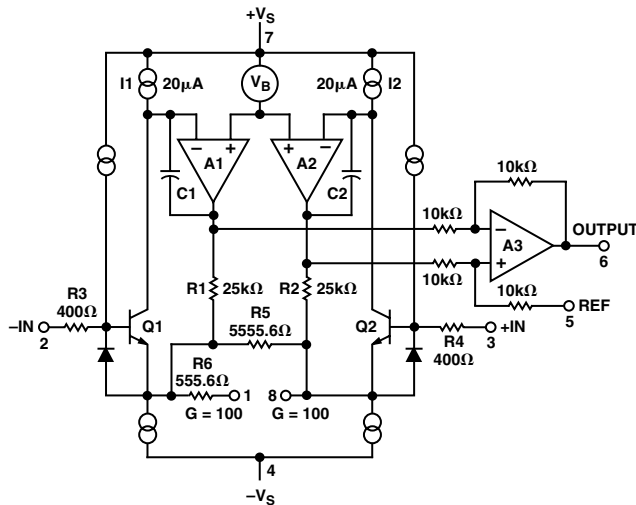 +VS
7
I1 20µA VB 20µA I2
− + + −
A1 A2
C1 C2
10kΩ
10kΩ − OUTPUT
A3
6
10kΩ +
10kΩ
REF
5
R1 25kΩ R2 25kΩ
R3
400Ω
−IN
2
Q1
R5
5555.6Ω
Q2
R4
400Ω
+IN
3
R6
555.6Ω
1 8
G = 100 G = 100
4
−VS